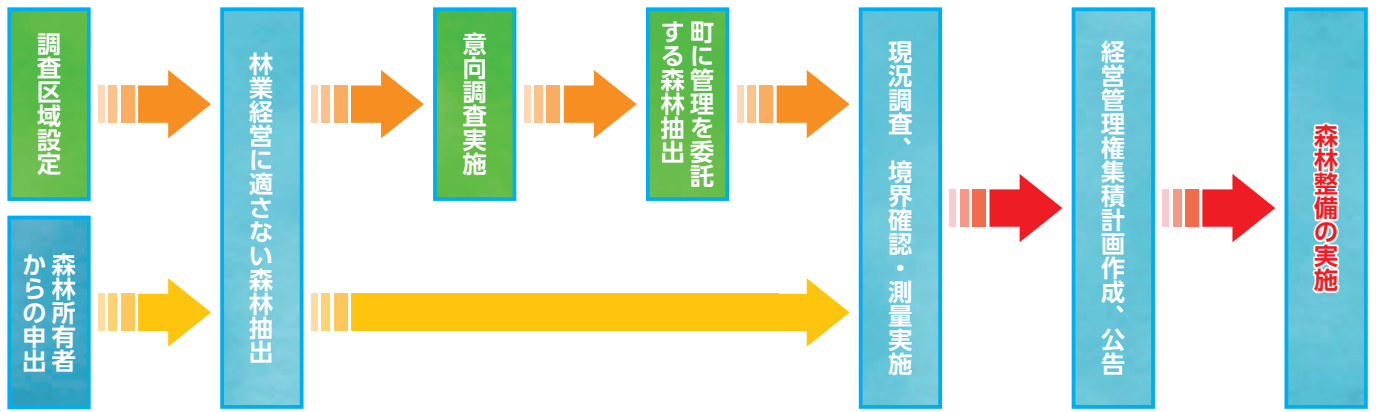 調査区域設定
森林所有者
からの申出
林業経営に適さない森林抽出
意向調査実施
町に管理を委託
する森林抽出
現況調査、境界確認・測量実施
経営管理権集積計画作成、公告
森林整備の実施